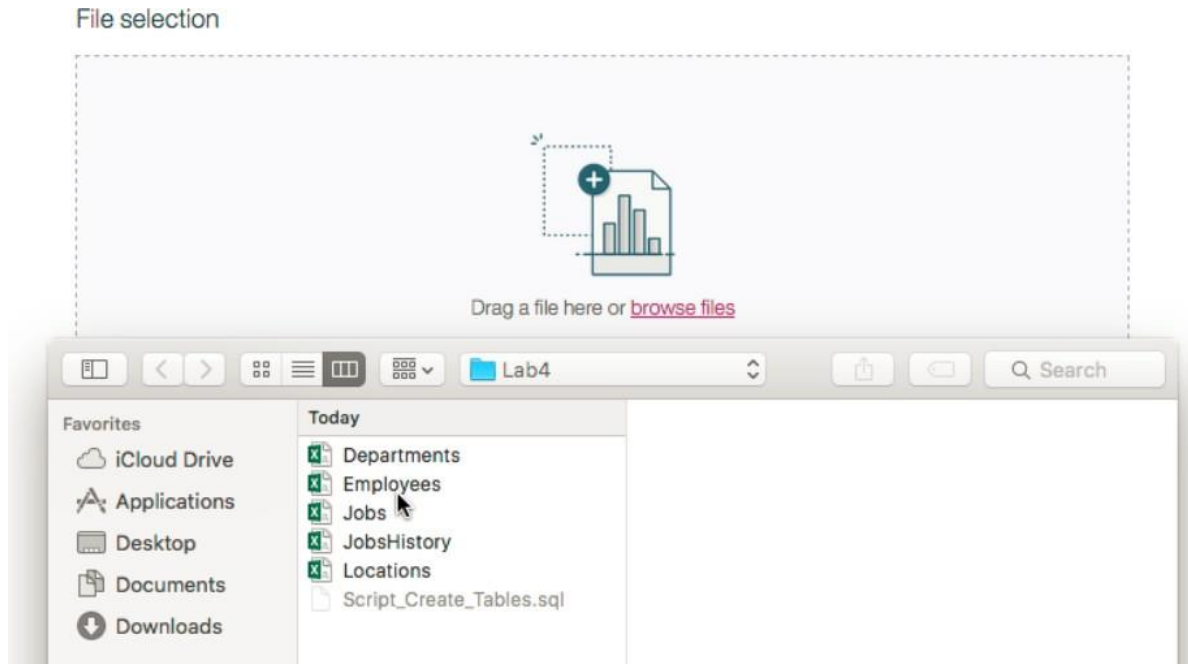 File selection
Drag a file here or browse files
Lab4
Search
Favorites
iCloud Drive
Applications
Desktop
Documents
Downloads
Today
Departments
Employees
Jobs
JobsHistory
Locations
Script_Create_Tables.sql